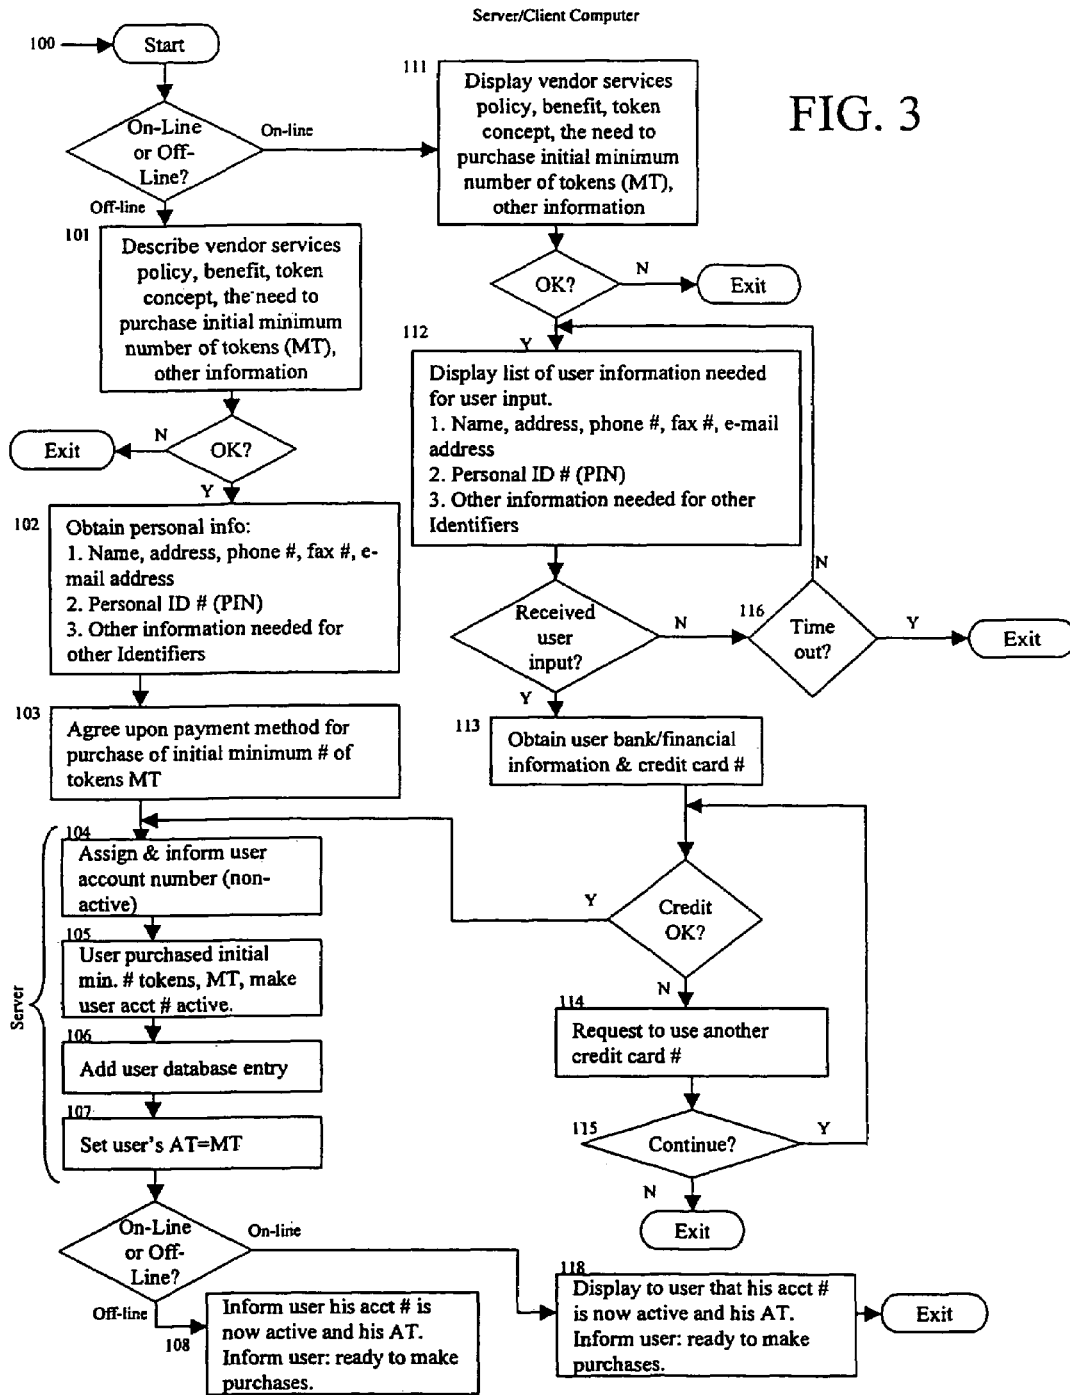 Server/Client Computer
FIG. 3
100
Start
On-Line
or Off-
Line?
On-line
Off-line
111
Display vendor services
policy, benefit, token
concept, the need to
purchase initial minimum
number of tokens (MT),
other information
OK?
N
Exit
Y
101
Describe vendor services
policy, benefit, token
concept, the need to
purchase initial minimum
number of tokens (MT),
other information
OK?
N
Exit
Y
112
Display list of user information needed
for user input.
1. Name, address, phone #, fax #, e-mail
address
2. Personal ID # (PIN)
3. Other information needed for other
Identifiers
102
Obtain personal info:
1. Name, address, phone #, fax #, e-
mail address
2. Personal ID # (PIN)
3. Other information needed for
other Identifiers
Received
user
input?
N
Y
116
Time
out?
N
Y
Exit
103
Agree upon payment method for
purchase of initial minimum # of
tokens MT
113
Obtain user bank/financial
information & credit card #
Server
104
Assign & inform user
account number (non-
active)
105
User purchased initial
min. # tokens, MT, make
user acct # active.
106
Add user database entry
107
Set user's AT=MT
Credit
OK?
Y
N
114
Request to use another
credit card #
115
Continue?
Y
N
Exit
On-Line
or Off-
Line?
On-line
Off-line
108
Inform user his acct # is
now active and his AT.
Inform user: ready to make
purchases.
118
Display to user that his acct #
is now active and his AT.
Inform user: ready to make
purchases.
Exit